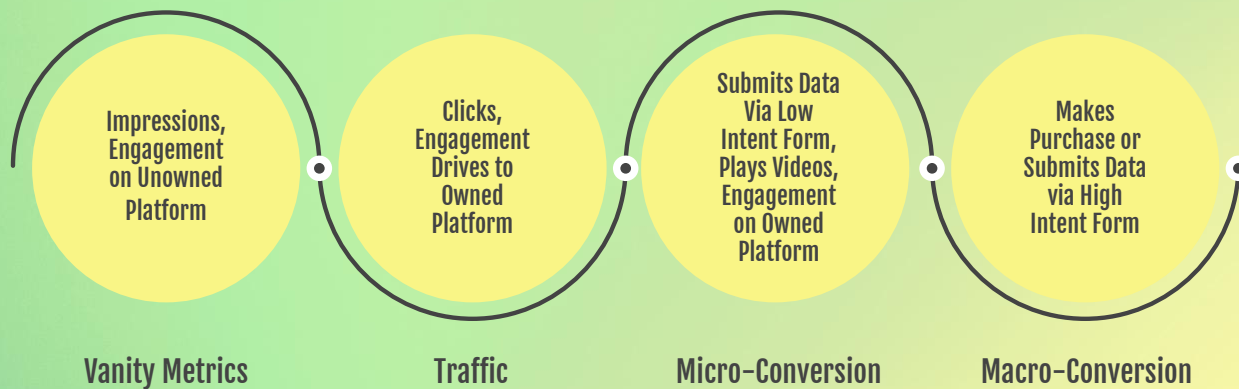 Impressions,
Engagement
on Unowned
Platform
Clicks,
Engagement
Drives to
Owned
Platform
Submits Data
Via Low
Intent Form,
Plays Videos,
Engagement
on Owned
Platform
Makes
Purchase or
Submits Data
via High
Intent Form
Vanity Metrics
Traffic
Micro-Conversion
Macro-Conversion